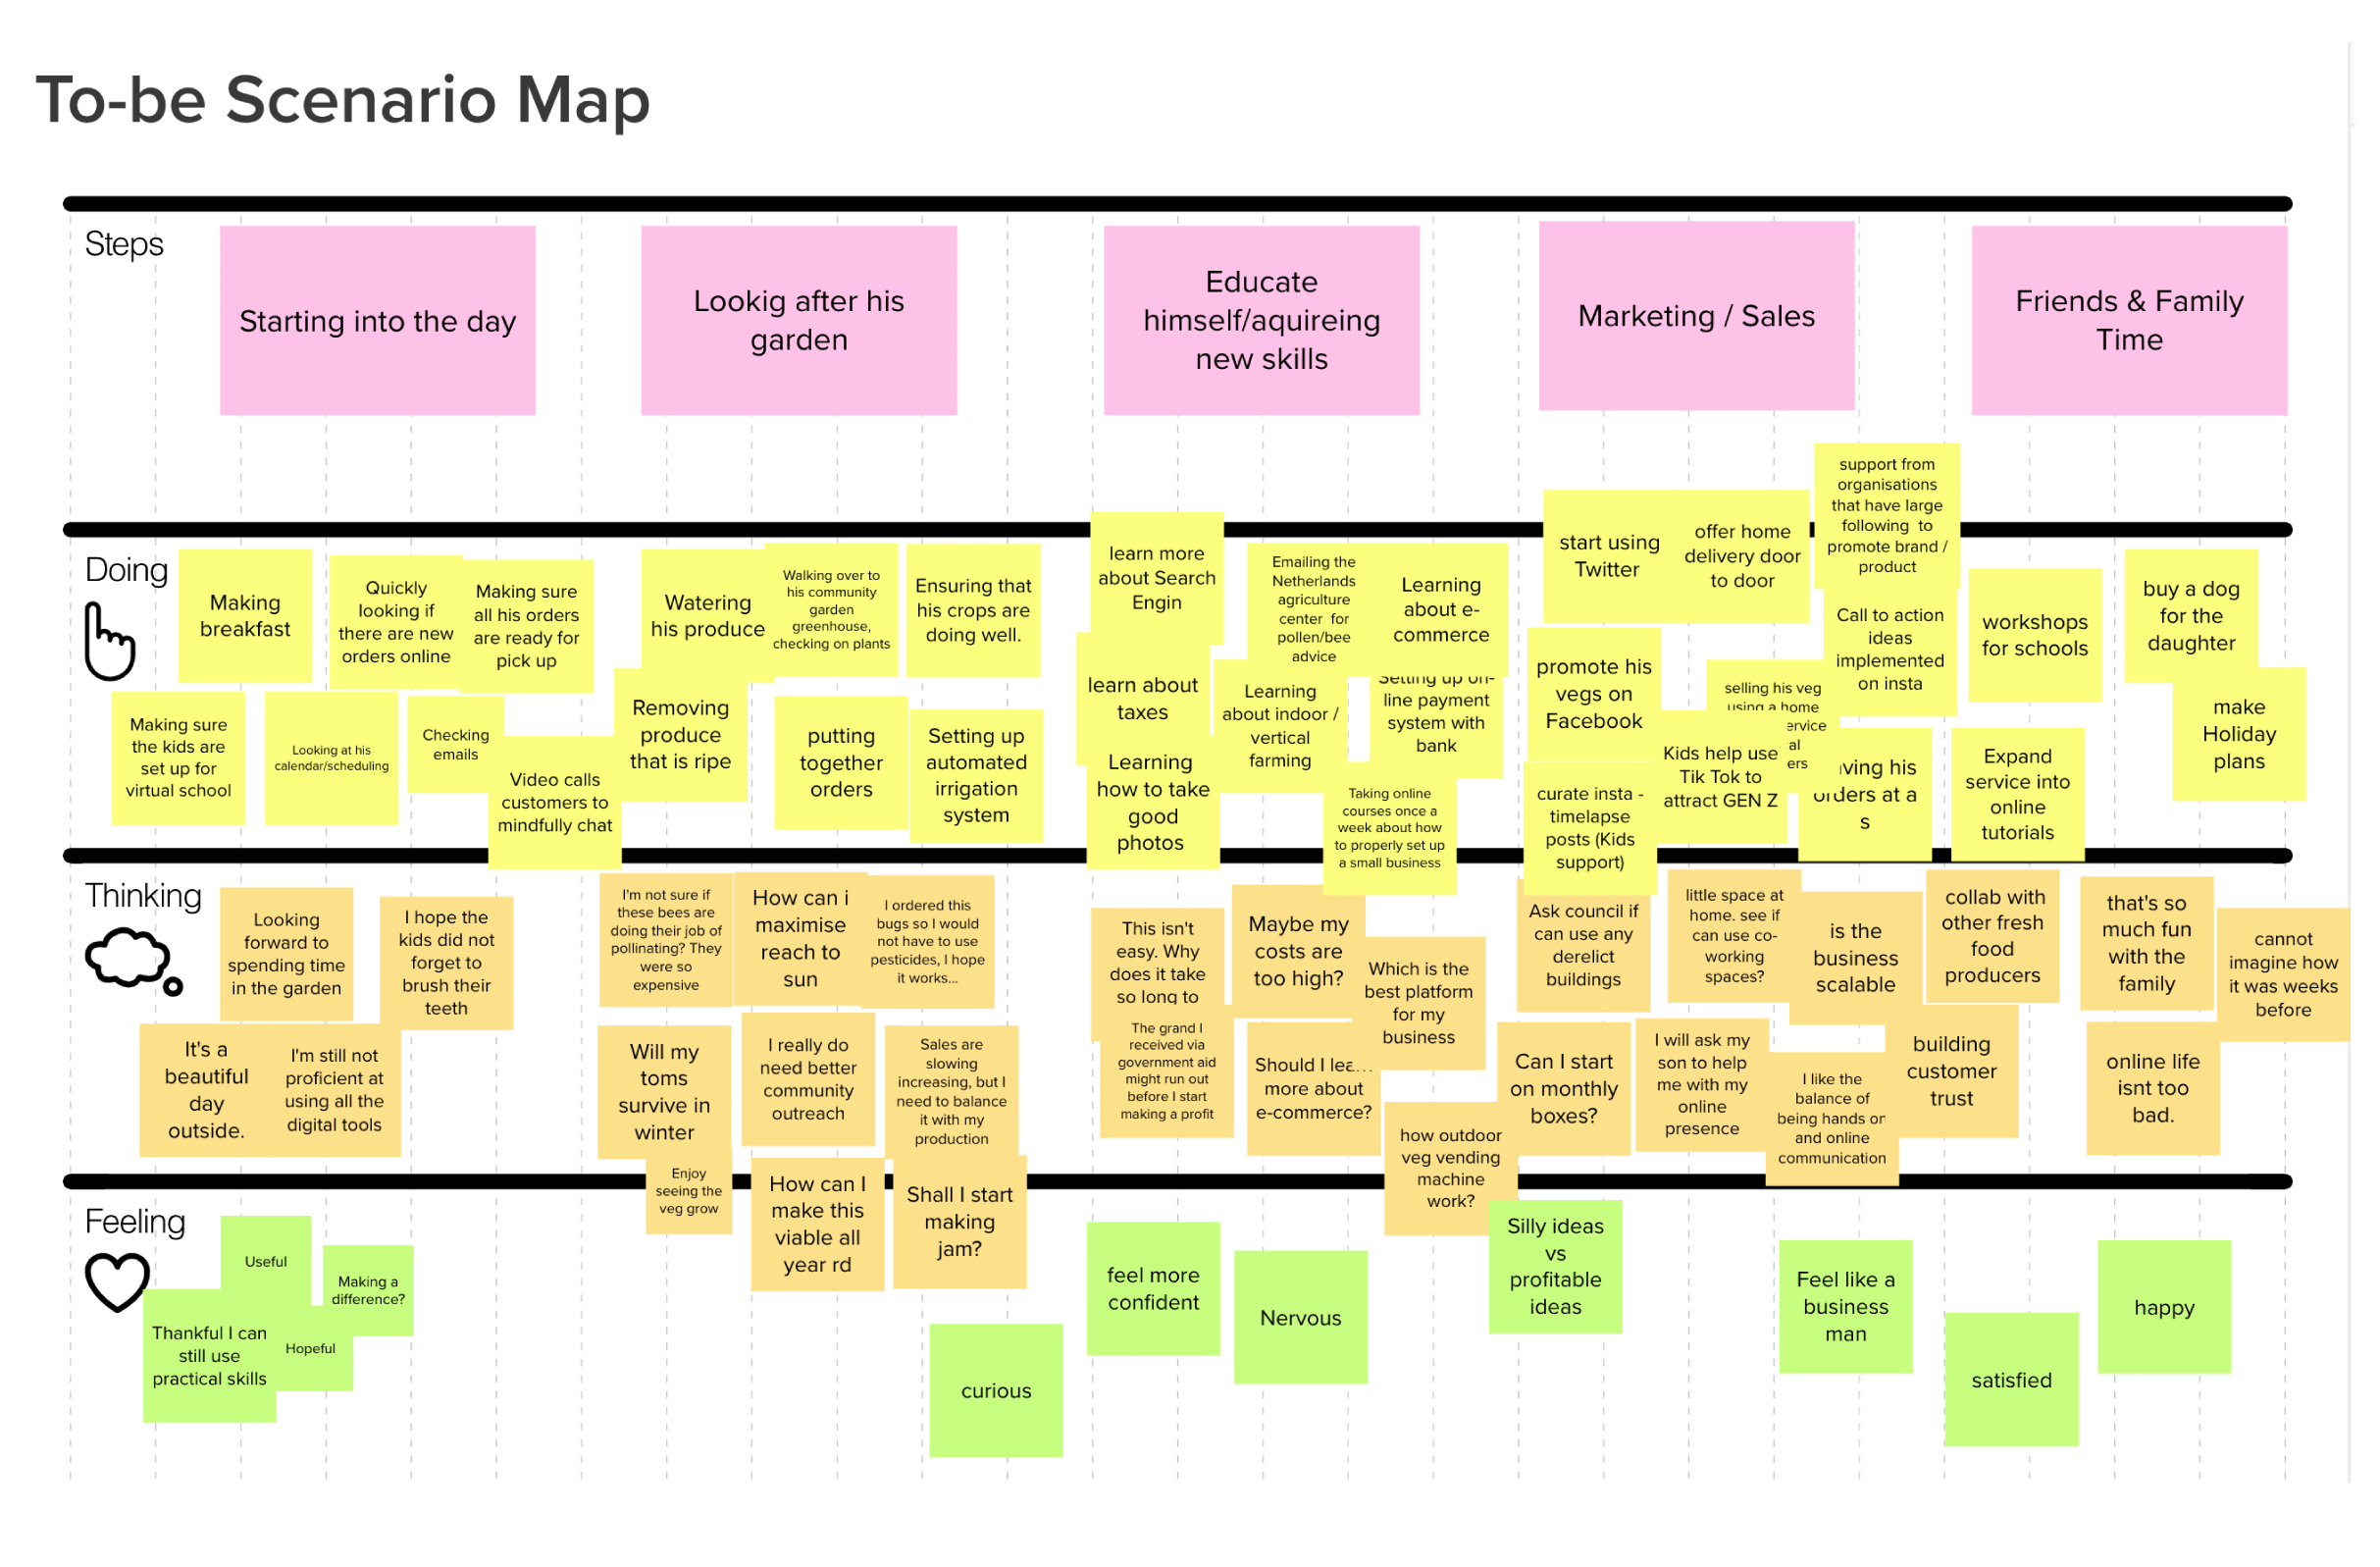 To-be Scenario Map
Steps
Starting into the day
Lookig after his
garden
Educate
himself/aquireing
new skills
Marketing / Sales
Friends & Family
Time
Doing
Making
breakfast
Quickly
looking if
there are new
orders online
Making sure
all his orders
are ready for
pick up
Making sure
the kids are
set up for
virtual school
Looking at his
calendar/scheduling
Checking
emails
Video calls
customers to
mindfully chat
Watering
his produce
Walking over to
his community
garden
greenhouse,
checking on plants
Ensuring that
his crops are
doing well.
Removing
produce
that is ripe
putting
together
orders
Setting up
automated
irrigation
system
learn more
about Search
Engin
Emailing the
Netherlands
agriculture
center for
pollen/bee
advice
Learning
about e-
commerce
learn about
taxes
Learning
about indoor /
vertical
farming
Setting up on-
line payment
system with
bank
Learning
how to take
good
photos
Taking online
courses once a
week about how
to properly set up
a small business
start using
Twitter
offer home
delivery door
to door
support from
organisations
that have large
following to
promote brand /
product
promote his
vegs on
Facebook
selling his veg
using a home
ervice
al
ers
Call to action
ideas
implemented
on insta
curate insta -
timelapse
posts (Kids
support)
Kids help use
Tik Tok to
attract GEN Z
ving his
orders at a
s
workshops
for schools
buy a dog
for the
daughter
Expand
service into
online
tutorials
make
Holiday
plans
Thinking
Looking
forward to
spending time
in the garden
I hope the
kids did not
forget to
brush their
teeth
It's a
beautiful
day
outside.
I'm still not
proficient at
using all the
digital tools
I'm not sure if
these bees are
doing their job of
pollinating? They
were so
expensive
How can i
maximise
reach to
sun
I ordered this
bugs so I would
not have to use
pesticides, I hope
it works...
Will my
toms
survive in
winter
I really do
need better
community
outreach
Sales are
slowing
increasing, but I
need to balance
it with my
production
Enjoy
seeing the
veg grow
How can I
make this
viable all
year rd
Shall I start
making
jam?
This isn't
easy. Why
does it take
so long to
Maybe my
costs are
too high?
Which is the
best platform
for my
business
The grand I
received via
government aid
might run out
before I start
making a profit
Should I lea
more about
e-commerce?
how outdoor
veg vending
machine
work?
Ask council if
can use any
derelict
buildings
little space at
home. see if
can use co-
working
spaces?
is the
business
scalable
collab with
other fresh
food
producers
Can I start
on monthly
boxes?
I will ask my
son to help
me with my
online
presence
I like the
balance of
being hands on
and online
communication
building
customer
trust
that's so
much fun
with the
family
cannot
imagine how
it was weeks
before
online life
isnt too
bad.
Feeling
Useful
Making a
difference?
Thankful I can
still use
practical skills
Hopeful
curious
feel more
confident
Nervous
Silly ideas
vs
profitable
ideas
Feel like a
business
man
satisfied
happy